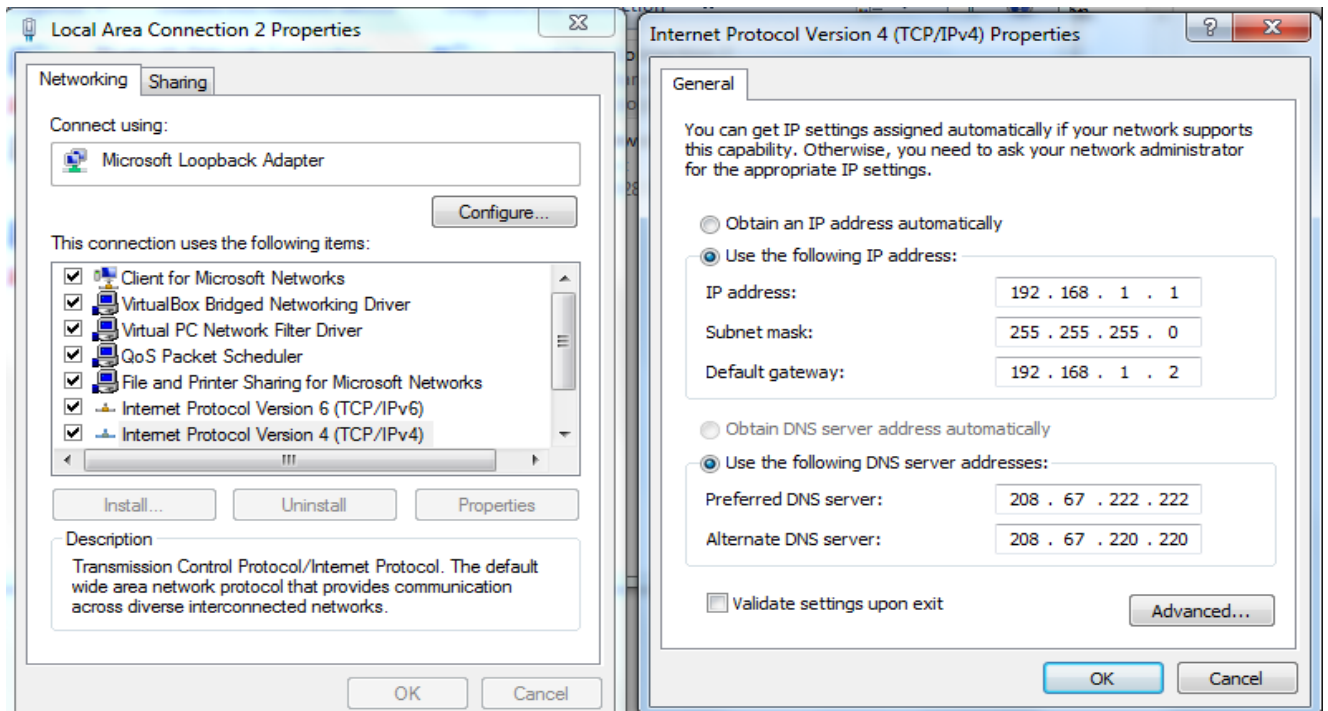 Local Area Connection 2 Properties
Networking
Sharing
Connect using:
Microsoft Loopback Adapter
Configure...
This connection uses the following items:
Client for Microsoft Networks
VirtualBox Bridged Networking Driver
Virtual PC Network Filter Driver
QoS Packet Scheduler
File and Printer Sharing for Microsoft Networks
Internet Protocol Version 6 (TCP/IPv6)
Internet Protocol Version 4 (TCP/IPv4)
Install...
Uninstall
Properties
Description
Transmission Control Protocol/Internet Protocol. The default
wide area network protocol that provides communication
across diverse interconnected networks.
OK
Cancel
Internet Protocol Version 4 (TCP/IPv4) Properties
General
You can get IP settings assigned automatically if your network supports
this capability. Otherwise, you need to ask your network administrator
for the appropriate IP settings.
Obtain an IP address automatically
Use the following IP address:
IP address: 192 . 168 . 1 . 1
Subnet mask: 255 . 255 . 255 . 0
Default gateway: 192 . 168 . 1 . 2
Obtain DNS server address automatically
Use the following DNS server addresses:
Preferred DNS server: 208 . 67 . 222 . 222
Alternate DNS server: 208 . 67 . 220 . 220
Validate settings upon exit
Advanced...
OK
Cancel